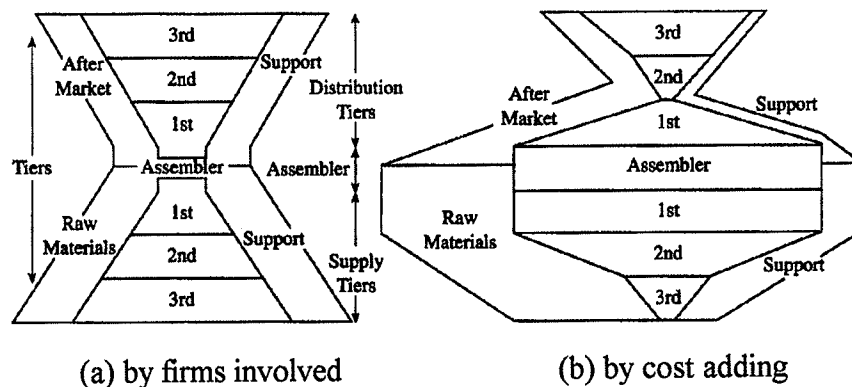 3rd
2nd
1st
After
Market
Support
Distribution
Tiers
Tiers
Assembler
Assembler
Raw
Materials
1st
2nd
3rd
Support
Supply
Tiers
(a) by firms involved
3rd
2nd
1st
After
Market
Support
Assembler
1st
Raw
Materials
2nd
3rd
Support
(b) by cost adding